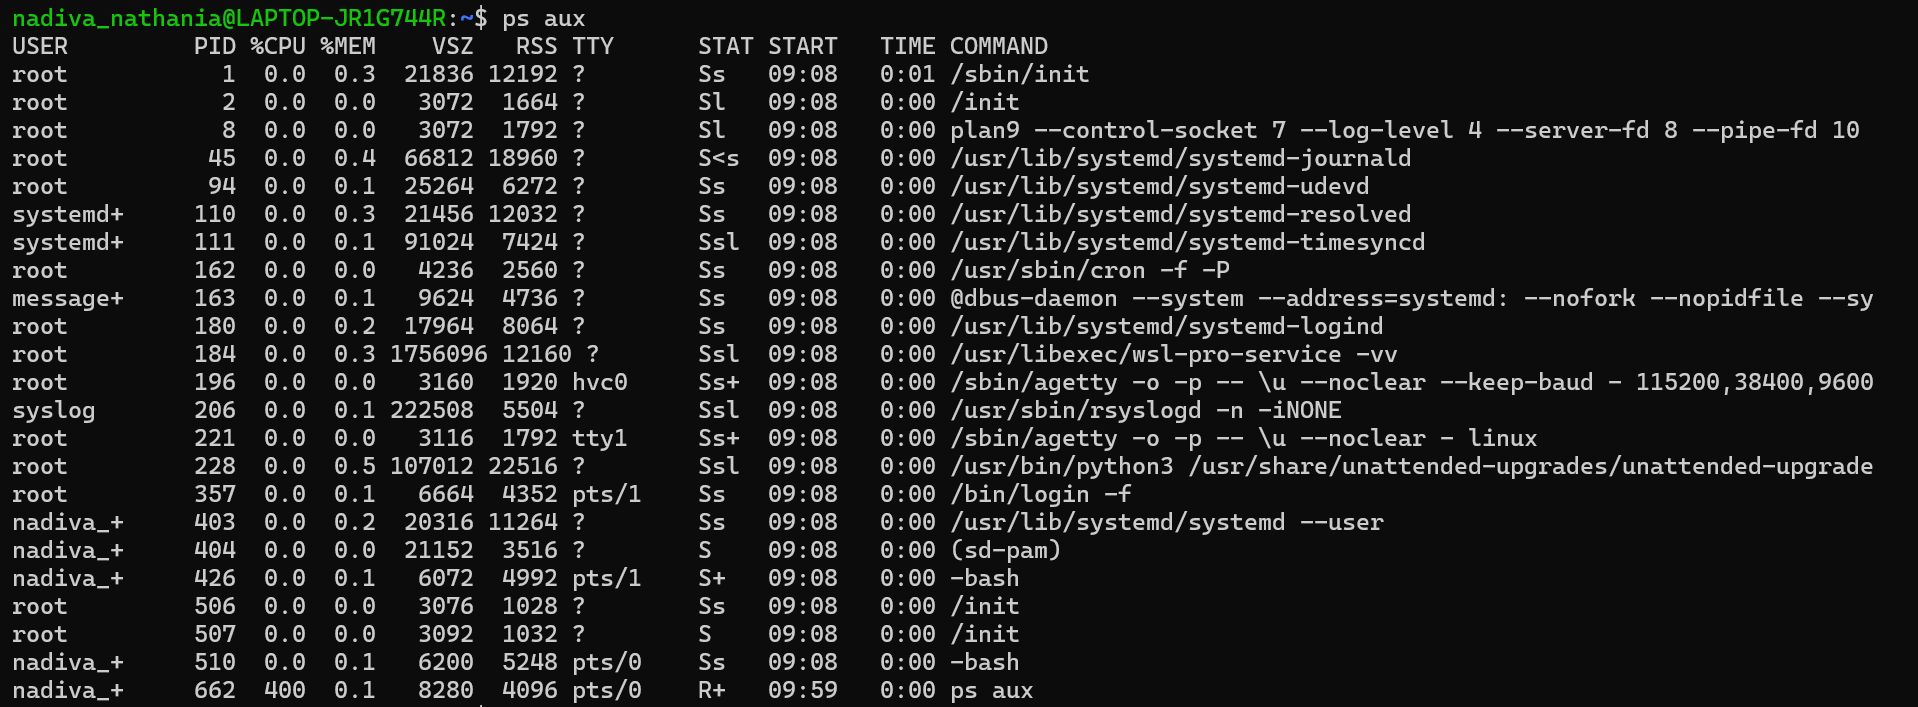 nadiva_nathania@LAPTOP-JR1G744R:~$ ps aux
USER         PID %CPU %MEM    VSZ   RSS TTY      STAT START   TIME COMMAND
root           1  0.0  0.3  21836 12192 ?        Ss   09:08   0:01 /sbin/init
root           2  0.0  0.0   3072  1664 ?        Sl   09:08   0:00 /init
root           8  0.0  0.0   3072  1792 ?        Sl   09:08   0:00 plan9 --control-socket 7 --log-level 4 --server-fd 8 --pipe-fd 10
root          45  0.0  0.4  66812 18960 ?        S<s  09:08   0:00 /usr/lib/systemd/systemd-journald
root          94  0.0  0.1  25264  6272 ?        Ss   09:08   0:00 /usr/lib/systemd/systemd-udevd
systemd+     110  0.0  0.3  21456 12032 ?        Ss   09:08   0:00 /usr/lib/systemd/systemd-resolved
systemd+     111  0.0  0.1  91024  7424 ?        Ssl  09:08   0:00 /usr/lib/systemd/systemd-timesyncd
root         162  0.0  0.0   4236  2560 ?        Ss   09:08   0:00 /usr/sbin/cron -f -P
message+     163  0.0  0.1   9624  4736 ?        Ss   09:08   0:00 @dbus-daemon --system --address=systemd: --nofork --nopidfile --sy
root         180  0.0  0.2  17964  8064 ?        Ss   09:08   0:00 /usr/lib/systemd/systemd-logind
root         184  0.0  0.3 1756096 12160 ?       Ssl  09:08   0:00 /usr/libexec/wsl-pro-service -vv
root         196  0.0  0.0   3160  1920 hvc0     Ss+  09:08   0:00 /sbin/agetty -o -p -- \u --noclear --keep-baud - 115200,38400,9600
syslog       206  0.0  0.1 222508  5504 ?        Ssl  09:08   0:00 /usr/sbin/rsyslogd -n -iNONE
root         221  0.0  0.0   3116  1792 tty1     Ss+  09:08   0:00 /sbin/agetty -o -p -- \u --noclear - linux
root         228  0.0  0.5 107012 22516 ?        Ssl  09:08   0:00 /usr/bin/python3 /usr/share/unattended-upgrades/unattended-upgrade
root         357  0.0  0.1   6664  4352 pts/1    Ss   09:08   0:00 /bin/login -f
nadiva_+     403  0.0  0.2  20316 11264 ?        Ss   09:08   0:00 /usr/lib/systemd/systemd --user
nadiva_+     404  0.0  0.0  21152  3516 ?        S    09:08   0:00 (sd-pam)
nadiva_+     426  0.0  0.1   6072  4992 pts/1    S+   09:08   0:00 -bash
root         506  0.0  0.0   3076  1028 ?        Ss   09:08   0:00 /init
root         507  0.0  0.0   3092  1032 ?        S    09:08   0:00 /init
nadiva_+     510  0.0  0.1   6200  5248 pts/0    Ss   09:08   0:00 -bash
nadiva_+     662  400  0.1   8280  4096 pts/0    R+   09:59   0:00 ps aux